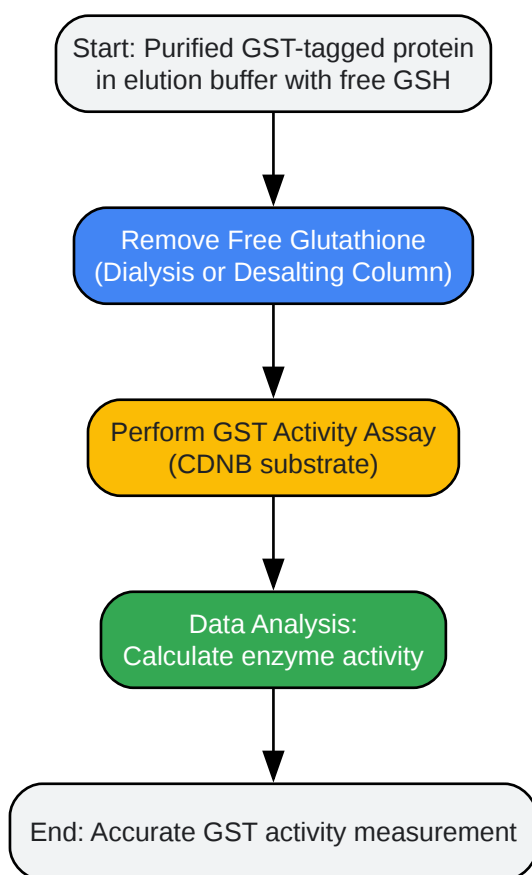 Start: Purified GST-tagged protein
in elution buffer with free GSH
Remove Free Glutathione
(Dialysis or Desalting Column)
Perform GST Activity Assay
(CDNB substrate)
Data Analysis:
Calculate enzyme activity
End: Accurate GST activity measurement